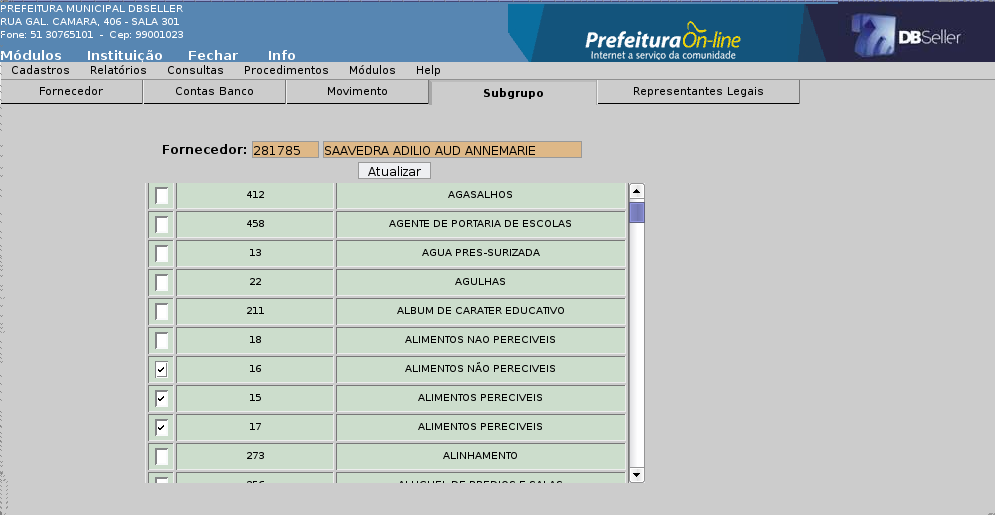 PREFEITURA MUNICIPAL DBSELLER
RUA GAL. CAMARA, 406 - SALA 301
Fone: 51 30765101 - Cep: 99001023
Módulos Instituição Fechar Info
PrefeituraOn-line
Internet a serviço da comunidade
DBSeller
Cadastros Relatórios Consultas Procedimentos Módulos Help
Fornecedor Contas Banco Movimento Subgrupo Representantes Legais
Fornecedor: 281785 SAAVEDRA ADILIO AUD ANNEMARIE
Atualizar
412 AGASALHOS
458 AGENTE DE PORTARIA DE ESCOLAS
13 AGUA PRES-SURIZADA
22 AGULHAS
211 ALBUM DE CARATER EDUCATIVO
18 ALIMENTOS NAO PERECIVEIS
16 ALIMENTOS NÃO PERECIVEIS
15 ALIMENTOS PERECIVEIS
17 ALIMENTOS PERECIVEIS
273 ALINHAMENTO
ALUGUEL DE PREDIOS E SALAS